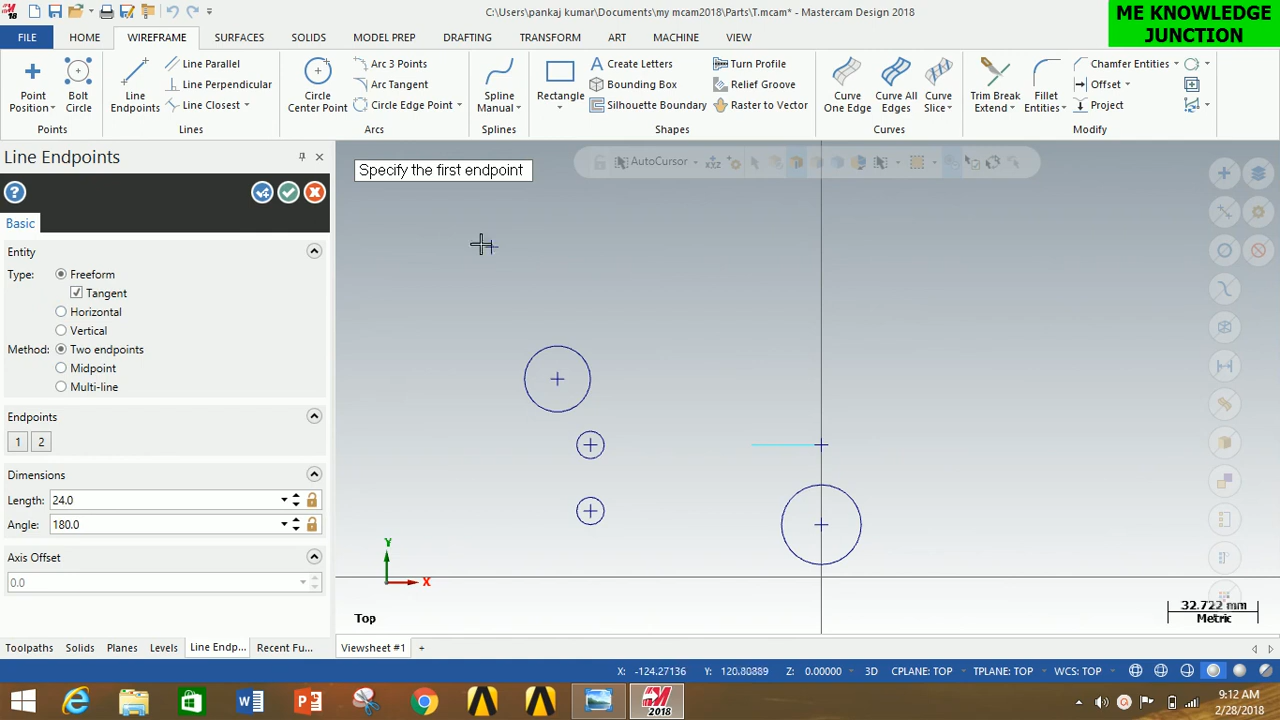 C:\Users\pankaj kumar\Documents\my mcam2018\Parts\T.mcam* - Mastercam Design 2018
ME KNOWLEDGE
JUNCTION
18
FILE HOME WIREFRAME SURFACES SOLIDS MODEL PREP DRAFTING TRANSFORM ART MACHINE VIEW
Point
Position
Bolt
Circle
Points
Line
Endpoints
Line Parallel
Line Perpendicular
Line Closest
Lines
Circle
Center Point
Arc 3 Points
Arc Tangent
Circle Edge Point
Arcs
Spline
Manual
Splines
Rectangle
Create Letters
Bounding Box
Silhouette Boundary
Turn Profile
Relief Groove
Raster to Vector
Shapes
Curve
One Edge
Curve All
Edges
Curve
Slice
Curves
Trim Break
Extend
Fillet
Entities
Chamfer Entities
Offset
Project
Modify
Line Endpoints
Basic
Entity
Type: Freeform
Tangent
Horizontal
Vertical
Method: Two endpoints
Midpoint
Multi-line
Endpoints
1 2
Dimensions
Length: 24.0
Angle: 180.0
Axis Offset
0.0
Specify the first endpoint
AutoCursor
XYZ
Y
X
Top
32.722 mm
Metric
Toolpaths Solids Planes Levels Line Endp... Recent Fu...
Viewsheet #1 +
X: -124.27136 Y: 120.80889 Z: 0.00000 3D CPLANE: TOP TPLANE: TOP WCS: TOP
2018
9:12 AM
2/28/2018